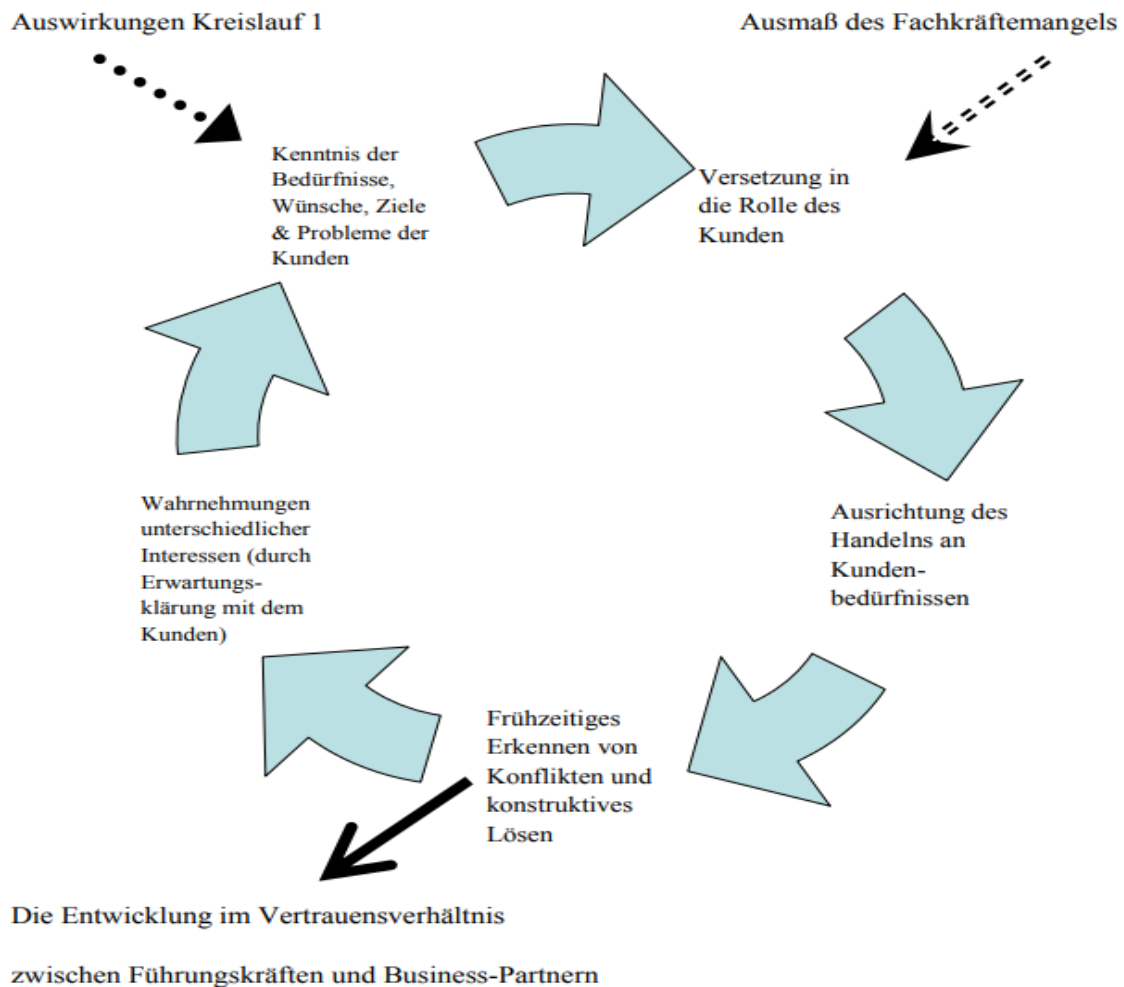 Auswirkungen Kreislauf 1
Ausmaß des Fachkräftemangels
Kenntnis der
Bedürfnisse,
Wünsche, Ziele
& Probleme der
Kunden
Versetzung in
die Rolle des
Kunden
Ausrichtung des
Handelns an
Kunden-
bedürfnissen
Frühzeitiges
Erkennen von
Konflikten und
konstruktives
Lösen
Wahrnehmungen
unterschiedlicher
Interessen (durch
Erwartungs-
klärung mit dem
Kunden)
Die Entwicklung im Vertrauensverhältnis
zwischen Führungskräften und Business-Partnern